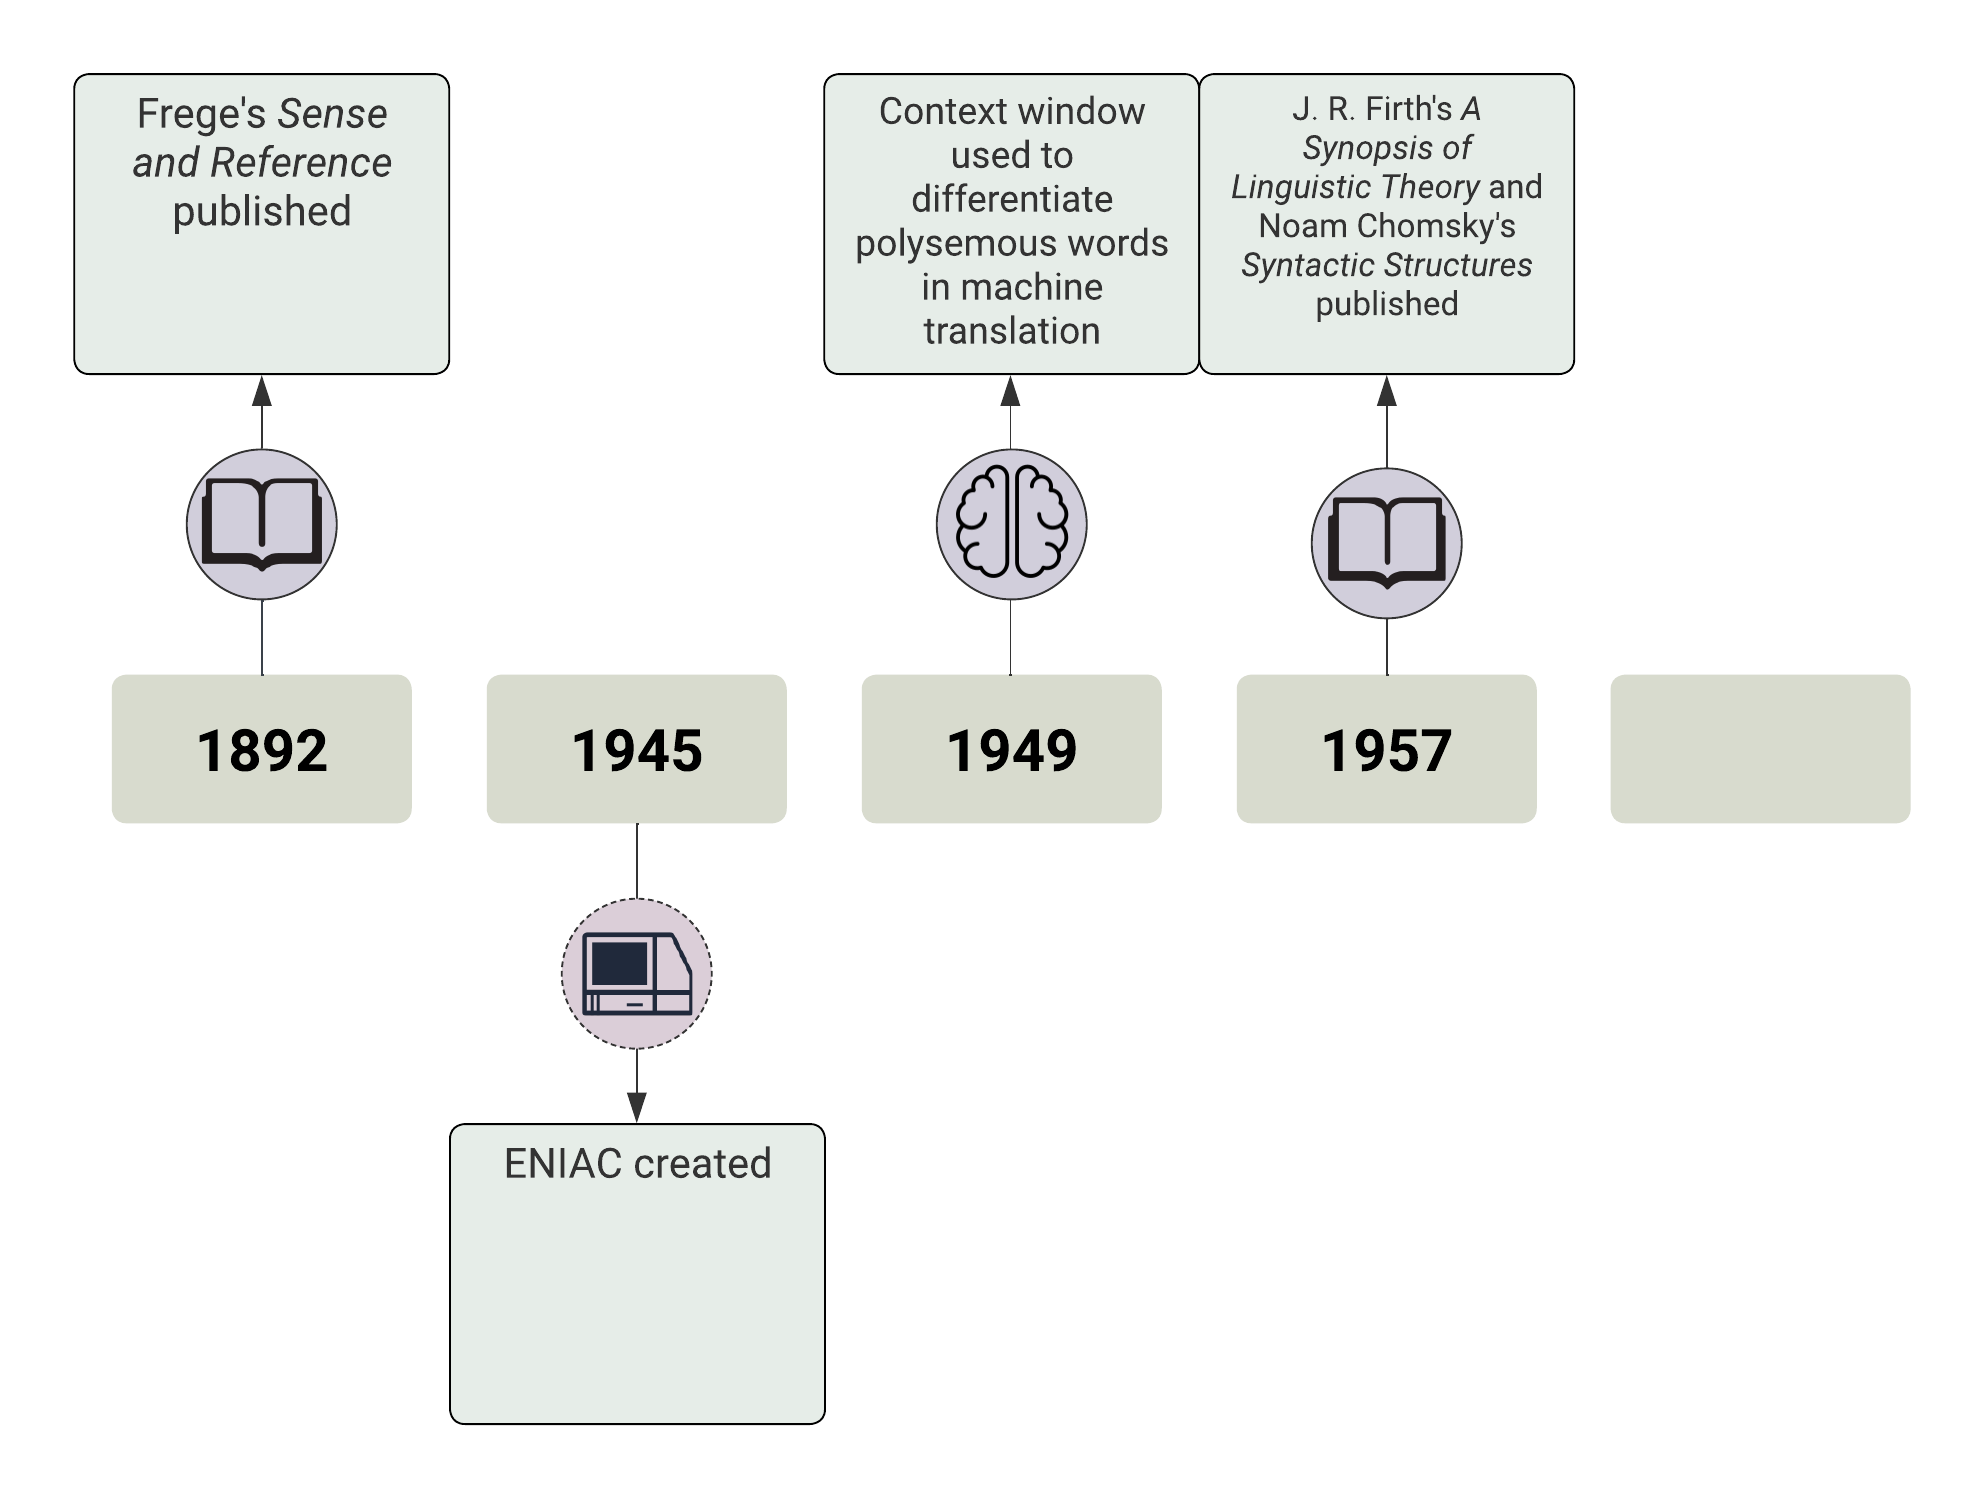 Frege's Sense
and Reference
published
Context window
used to
differentiate
polysemous words
in machine
translation
J. R. Firth's A
Synopsis of
Linguistic Theory and
Noam Chomsky's
Syntactic Structures
published
1892
1945
1949
1957
ENIAC created